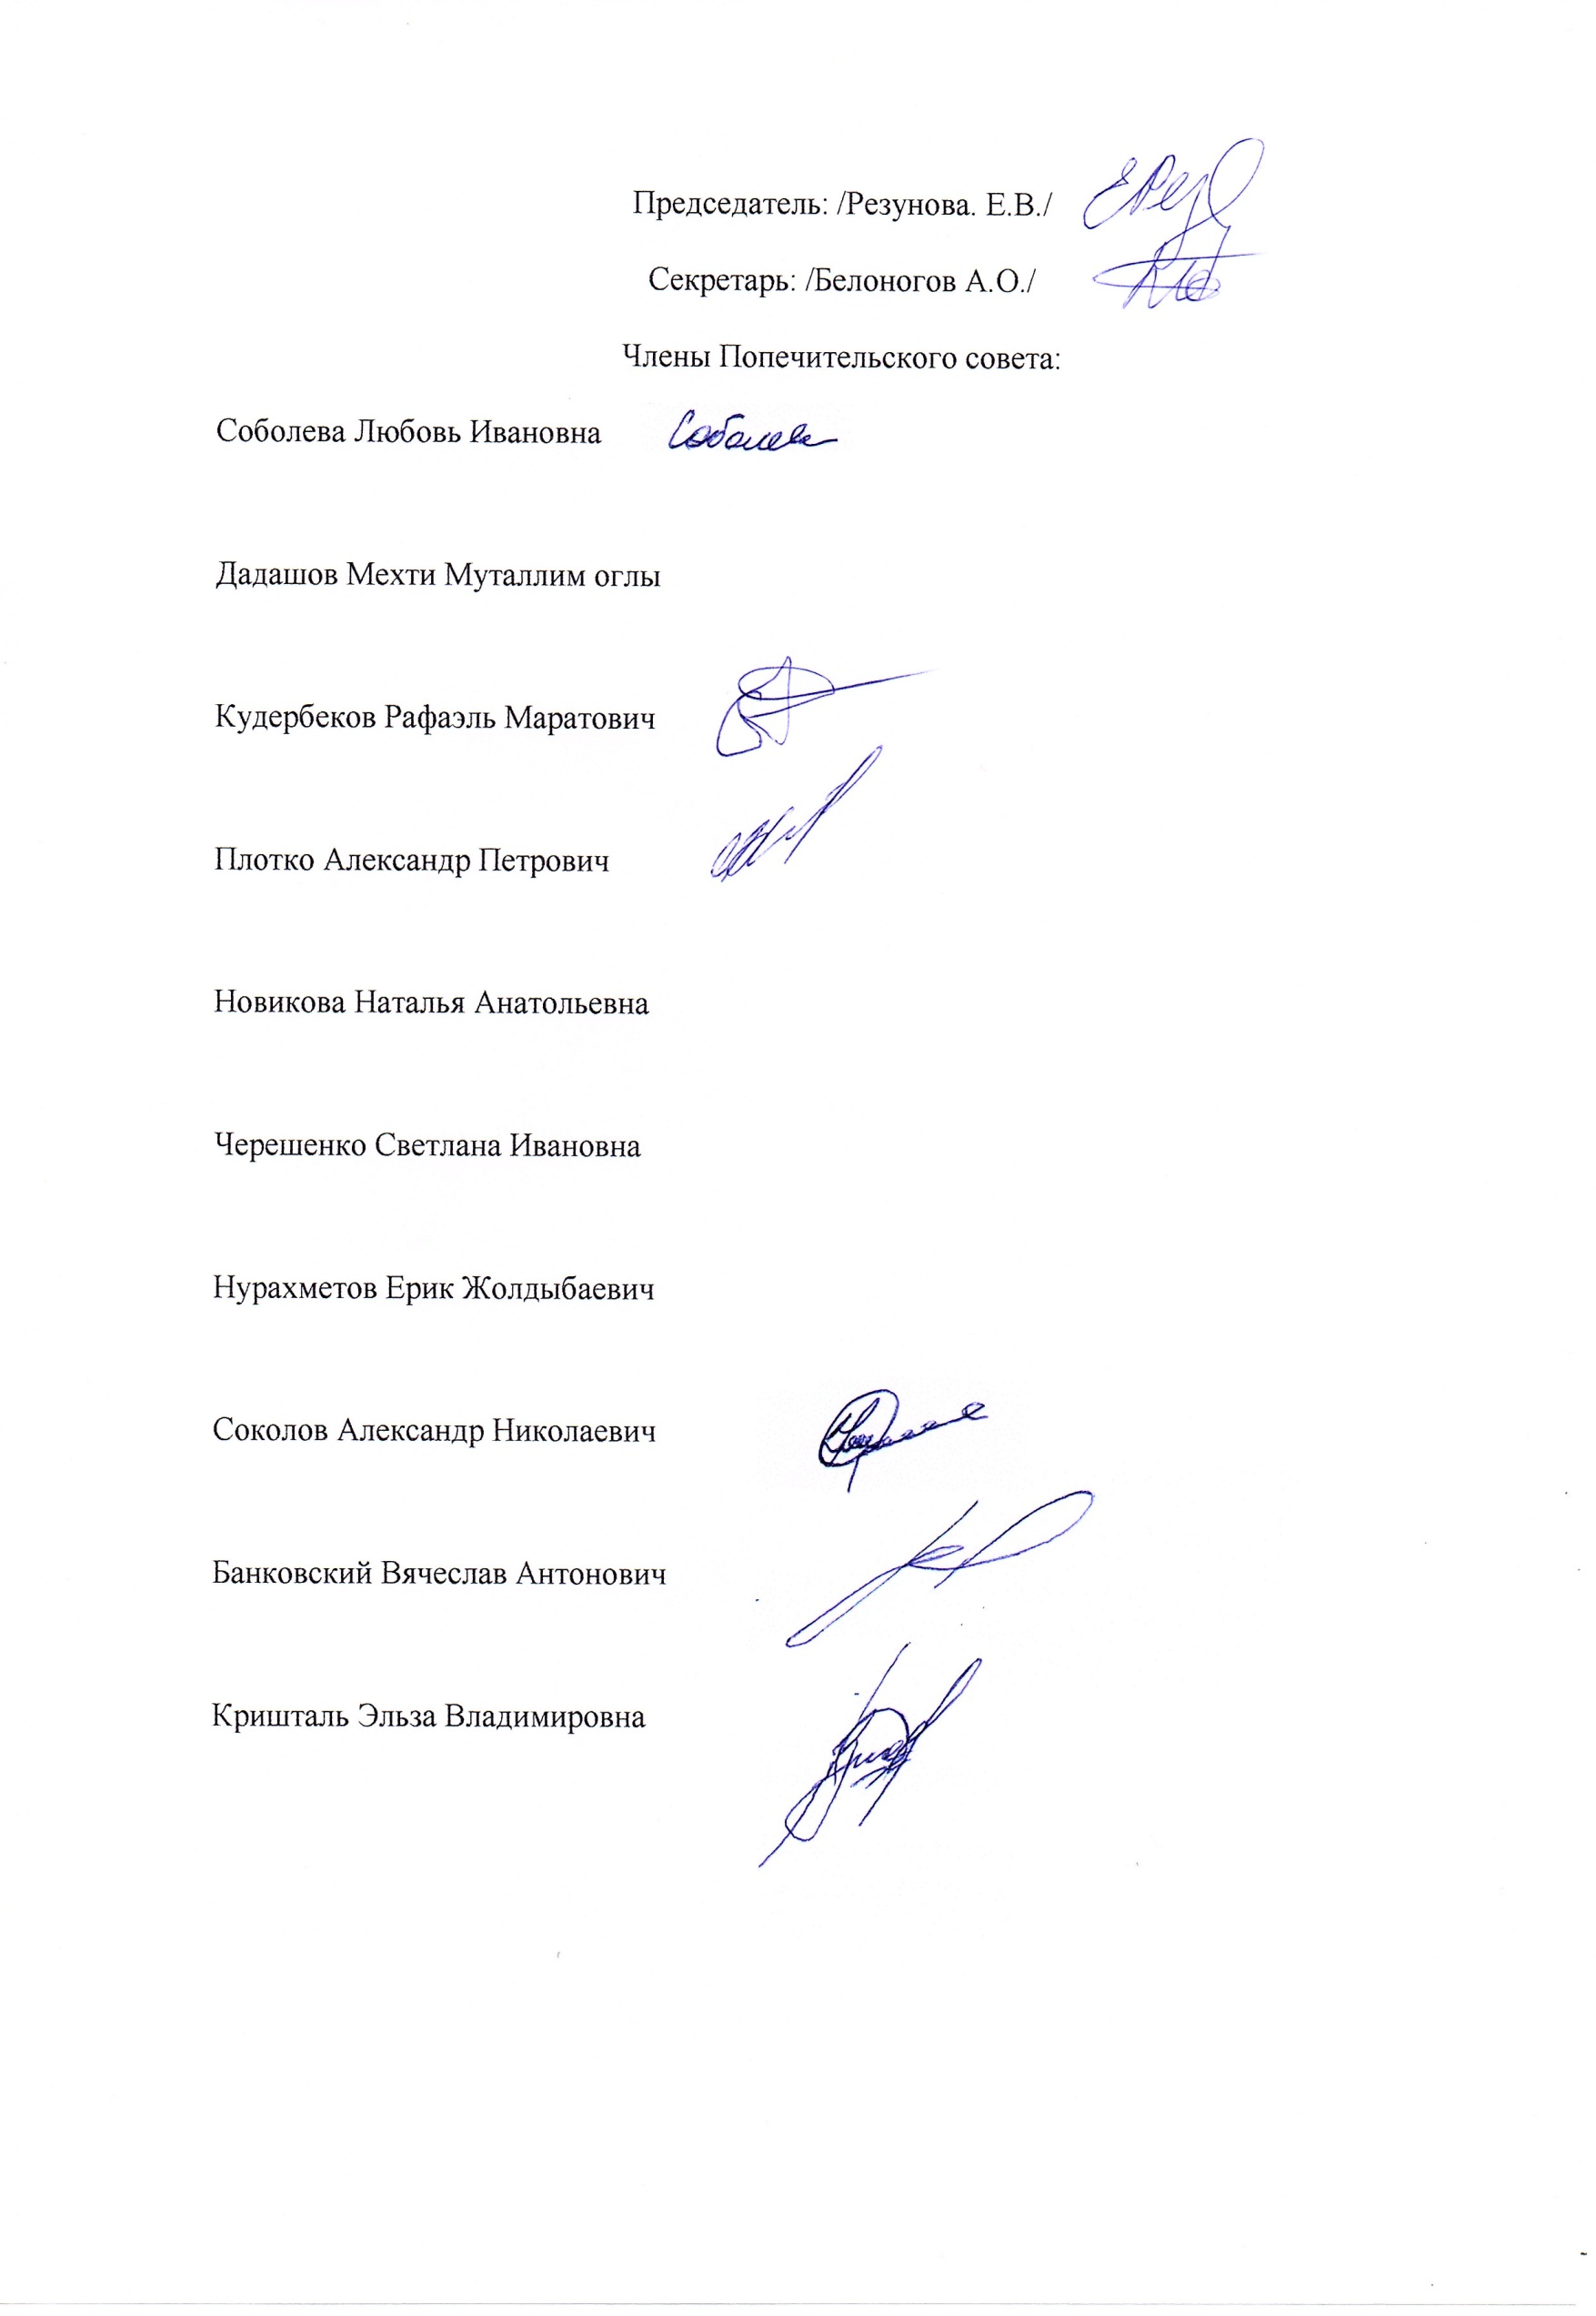 Председатель: /Резунова. Е.В./
Секретарь: /Белоногов А.О./
Члены Попечительского совета:
Соболева Любовь Ивановна Соболева
Дадашов Мехти Муталлим оглы
Кудербеков Рафаэль Маратович
Плотко Александр Петрович
Новикова Наталья Анатольевна
Черешенко Светлана Ивановна
Нурахметов Ерик Жолдыбаевич
Соколов Александр Николаевич
Банковский Вячеслав Антонович
Кришталь Эльза Владимировна